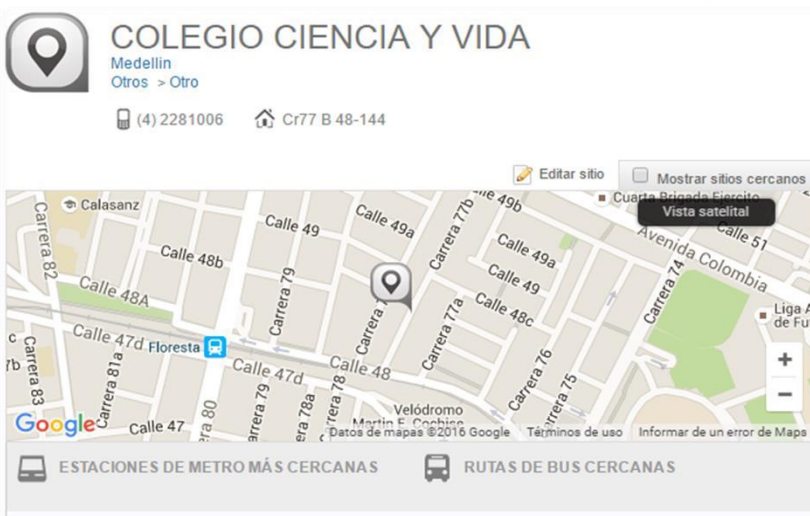 COLEGIO CIENCIA Y VIDA
Medellin
Otros > Otro
(4) 2281006 Cr77 B 48-144
Editar sitio Mostrar sitios cercanos
Cuarta Brigada Ejercito
Vista satelital
Calasanz
Carrera 82
Calle 49
Calle 49a
Carrera 77b
49b
Calle 51
Avenida Colombia
Calle 48b
Calle 49a
Calle 49
Calle 48c
Calle 48A
Carrera 79
Carrera
Carrera 77a
Carrera 74
Liga
de Fu
Calle 47d
Floresta
Calle 47d
Calle 48
Carrera 76
Carrera 75
7b
Carrera 83
Carrera 81a
era 80
rrera 79
era 78a
rrera 78
Velódromo
Martin E. Cochise
Google
Calle 47
Datos de mapas ©2016 Google Términos de uso Informar de un error de Maps
+
−
ESTACIONES DE METRO MÁS CERCANAS RUTAS DE BUS CERCANAS